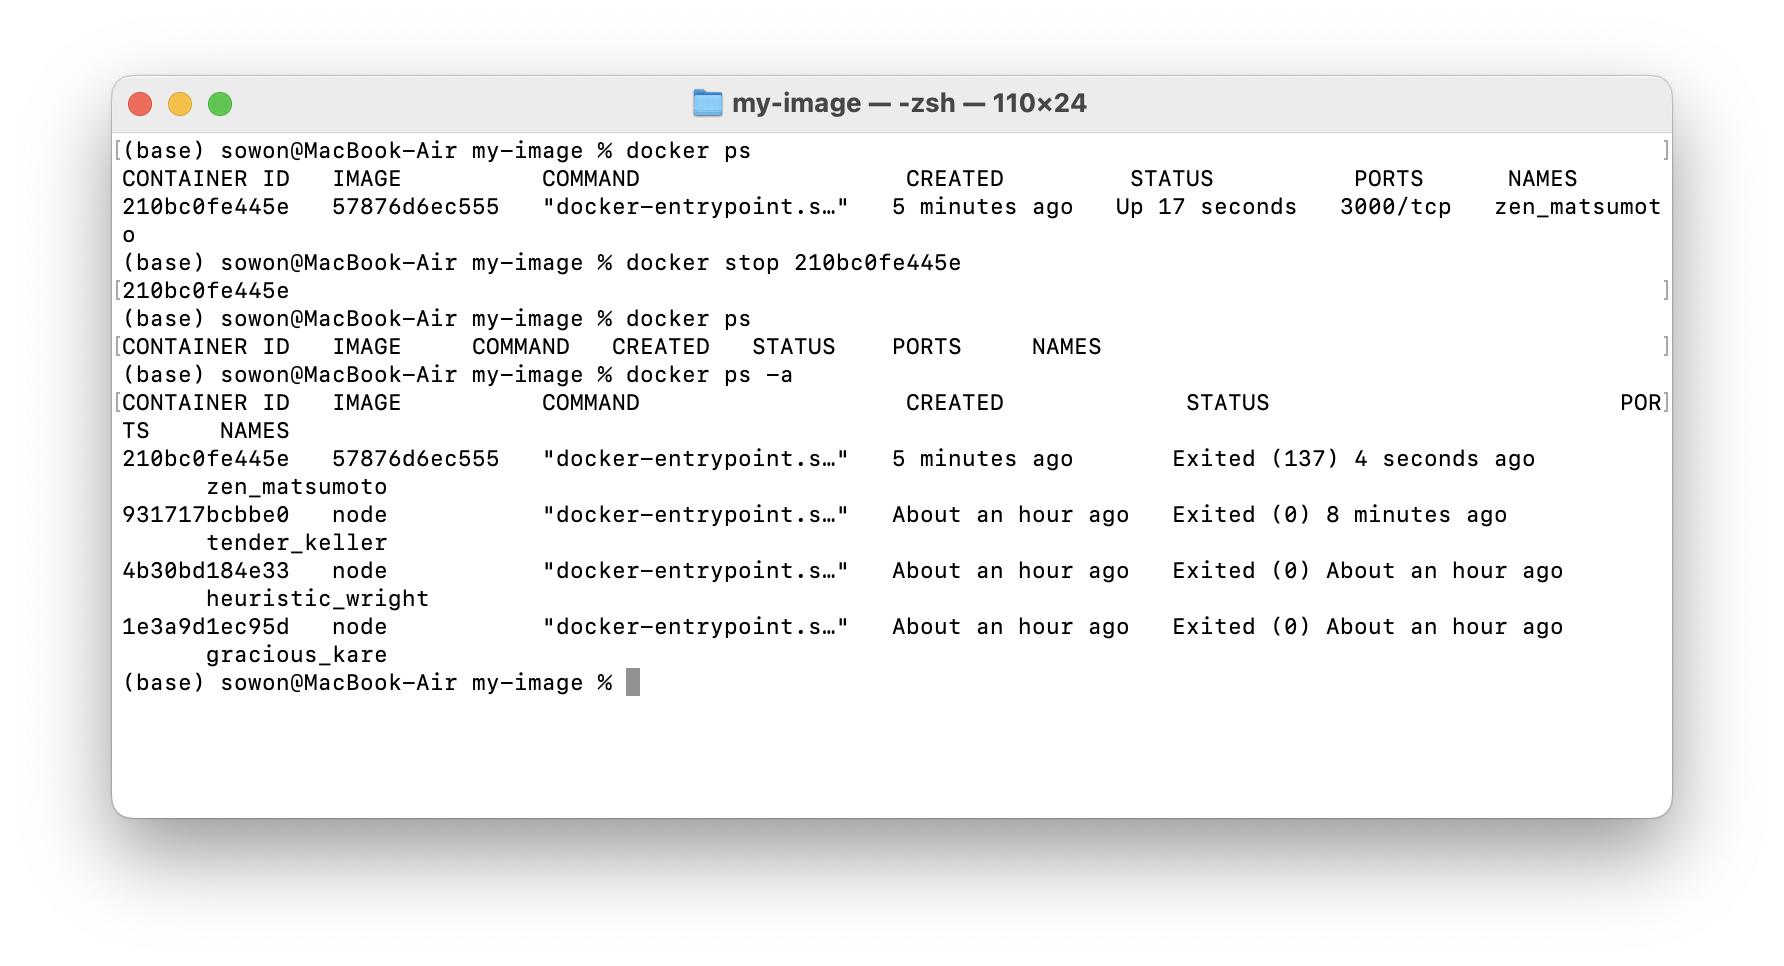 my-image — -zsh — 110×24
(base) sowon@MacBook-Air my-image % docker ps
CONTAINER ID   IMAGE          COMMAND                   CREATED         STATUS          PORTS      NAMES
210bc0fe445e   57876d6ec555   "docker-entrypoint.s…"   5 minutes ago   Up 17 seconds   3000/tcp   zen_matsumot
o
(base) sowon@MacBook-Air my-image % docker stop 210bc0fe445e
210bc0fe445e
(base) sowon@MacBook-Air my-image % docker ps
CONTAINER ID   IMAGE     COMMAND   CREATED   STATUS    PORTS     NAMES
(base) sowon@MacBook-Air my-image % docker ps -a
CONTAINER ID   IMAGE          COMMAND                   CREATED             STATUS                         POR
TS     NAMES
210bc0fe445e   57876d6ec555   "docker-entrypoint.s…"   5 minutes ago       Exited (137) 4 seconds ago
      zen_matsumoto
931717bcbbe0   node           "docker-entrypoint.s…"   About an hour ago   Exited (0) 8 minutes ago
      tender_keller
4b30bd184e33   node           "docker-entrypoint.s…"   About an hour ago   Exited (0) About an hour ago
      heuristic_wright
1e3a9d1ec95d   node           "docker-entrypoint.s…"   About an hour ago   Exited (0) About an hour ago
      gracious_kare
(base) sowon@MacBook-Air my-image %